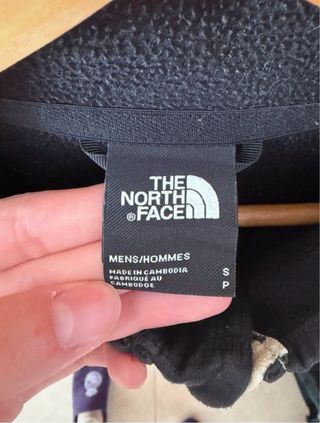 THE
NORTH
®FACE
MENS/HOMMES
MADE IN CAMBODIA
FABRIQUÉ AU
CAMBODGE
S
P